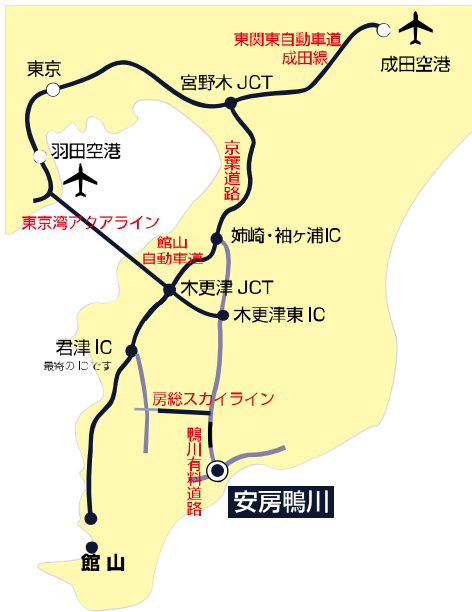 東関東自動車道
成田線
成田空港
東京
宮野木 JCT
羽田空港
京葉道路
東京湾アクアライン
姉崎・袖ヶ浦IC
館山
自動車道
木更津 JCT
木更津東 IC
君津 IC
最寄のICです
房総スカイライン
鴨川有料道路
安房鴨川
館山